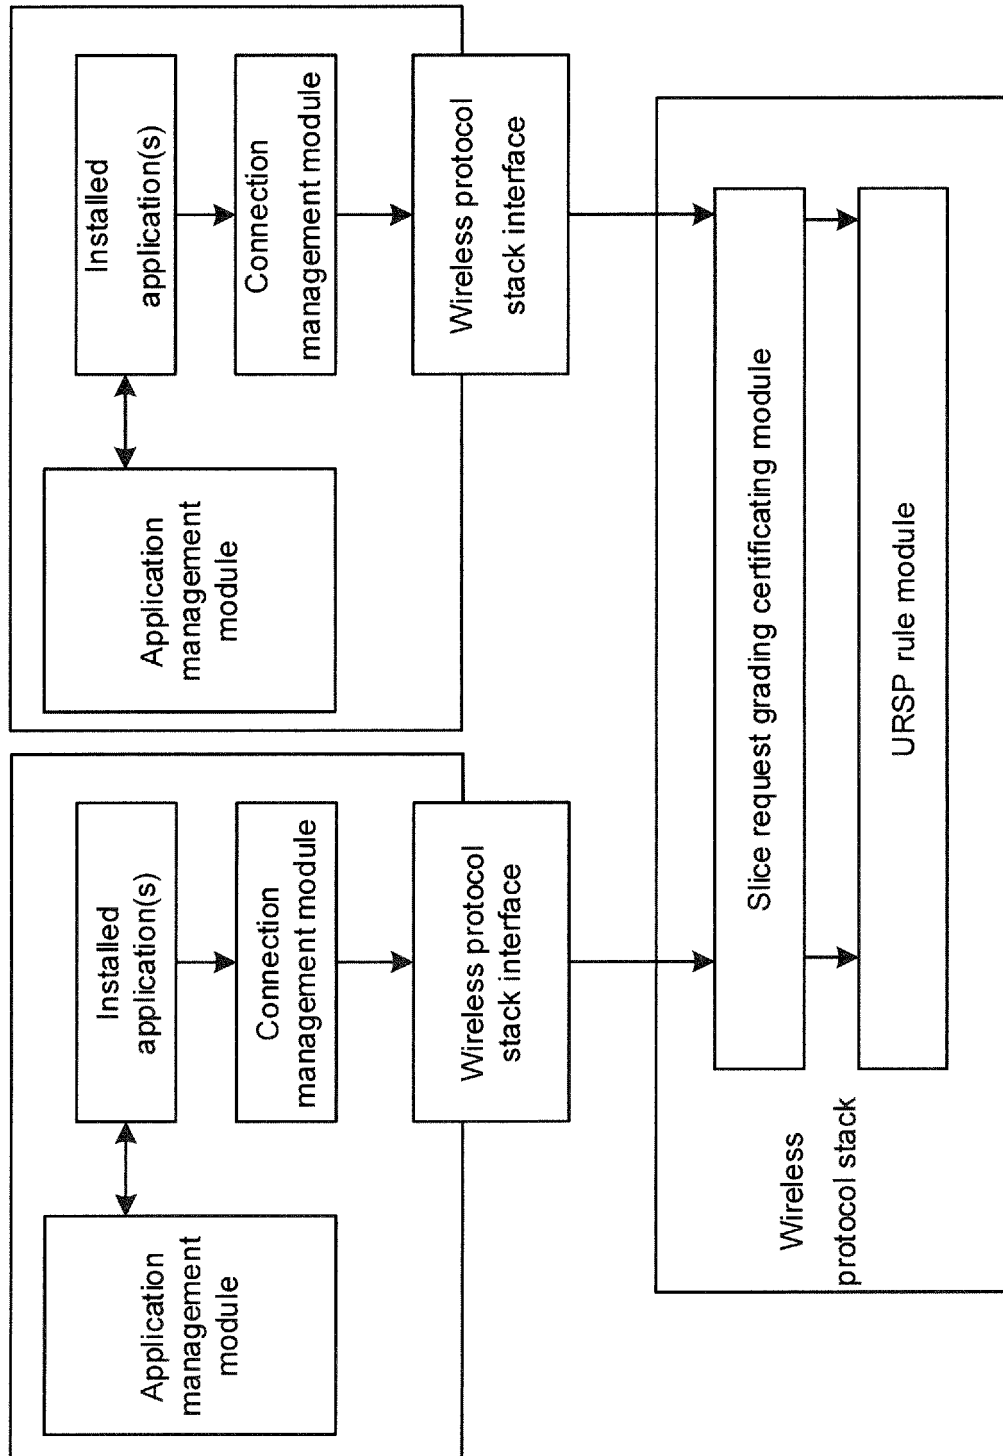 Application
management
module
Installed
application(s)
Connection
management module
Wireless protocol
stack interface
Application
management
module
Installed
application(s)
Connection
management module
Wireless protocol
stack interface
Wireless
protocol stack
Slice request grading certificating module
URSP rule module